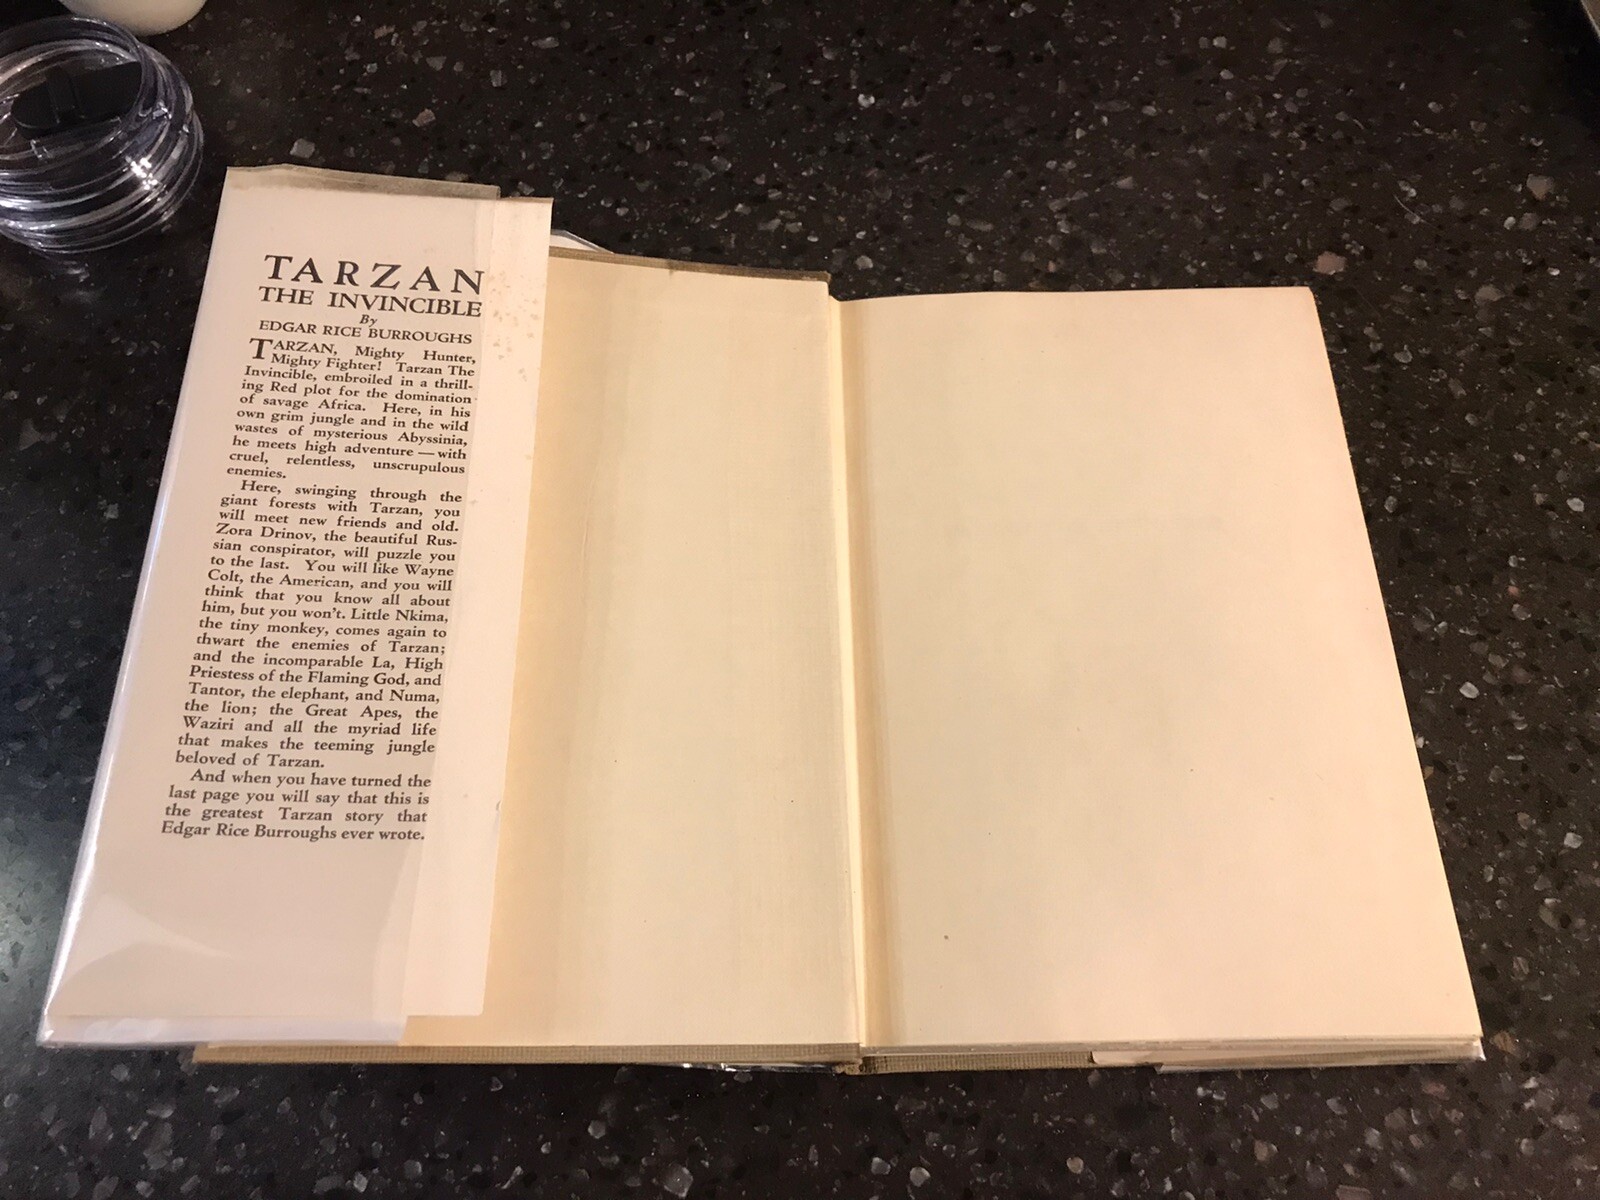 TARZAN
THE INVINCIBLE
By
EDGAR RICE BURROUGHS
TARZAN, Mighty Hunter,
Mighty Fighter! Tarzan The
Invincible, embroiled in a thrill-
ing Red plot for the domination
of savage Africa. Here, in his
own grim jungle and in the wild
wastes of mysterious Abyssinia,
he meets high adventure — with
cruel, relentless, unscrupulous
enemies.
Here, swinging through the
giant forests with Tarzan, you
will meet new friends and old.
Zora Drinov, the beautiful Rus-
sian conspirator, will puzzle you
to the last. You will like Wayne
Colt, the American, and you will
think that you know all about
him, but you won't. Little Nkima,
the tiny monkey, comes again to
thwart the enemies of Tarzan;
and the incomparable La, High
Priestess of the Flaming God, and
Tantor, the elephant, and Numa,
the lion; the Great Apes, the
Waziri and all the myriad life
that makes the teeming jungle
beloved of Tarzan.
And when you have turned the
last page you will say that this is
the greatest Tarzan story that
Edgar Rice Burroughs ever wrote.